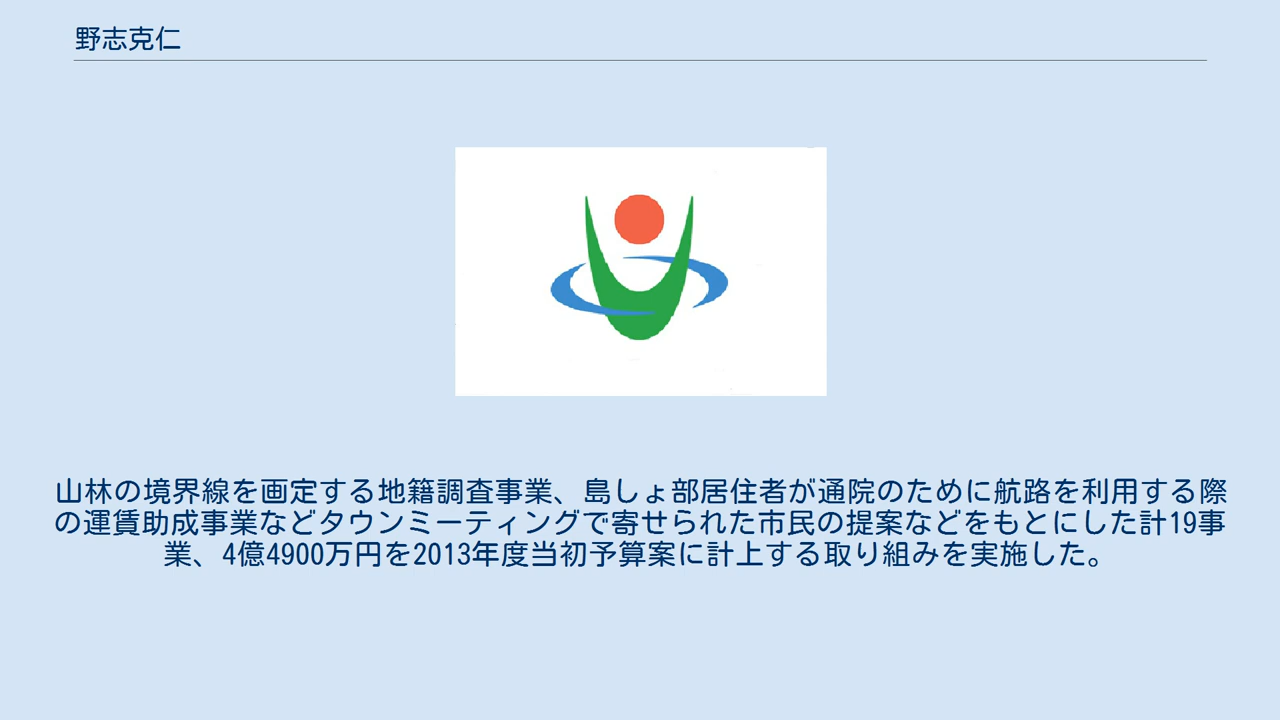 野志克仁
山林の境界線を画定する地籍調査事業、島しょ部居住者が通院のために航路を利用する際
の運賃助成事業などタウンミーティングで寄せられた市民の提案などをもとにした計19事
業、4億4900万円を2013年度当初予算案に計上する取り組みを実施した。